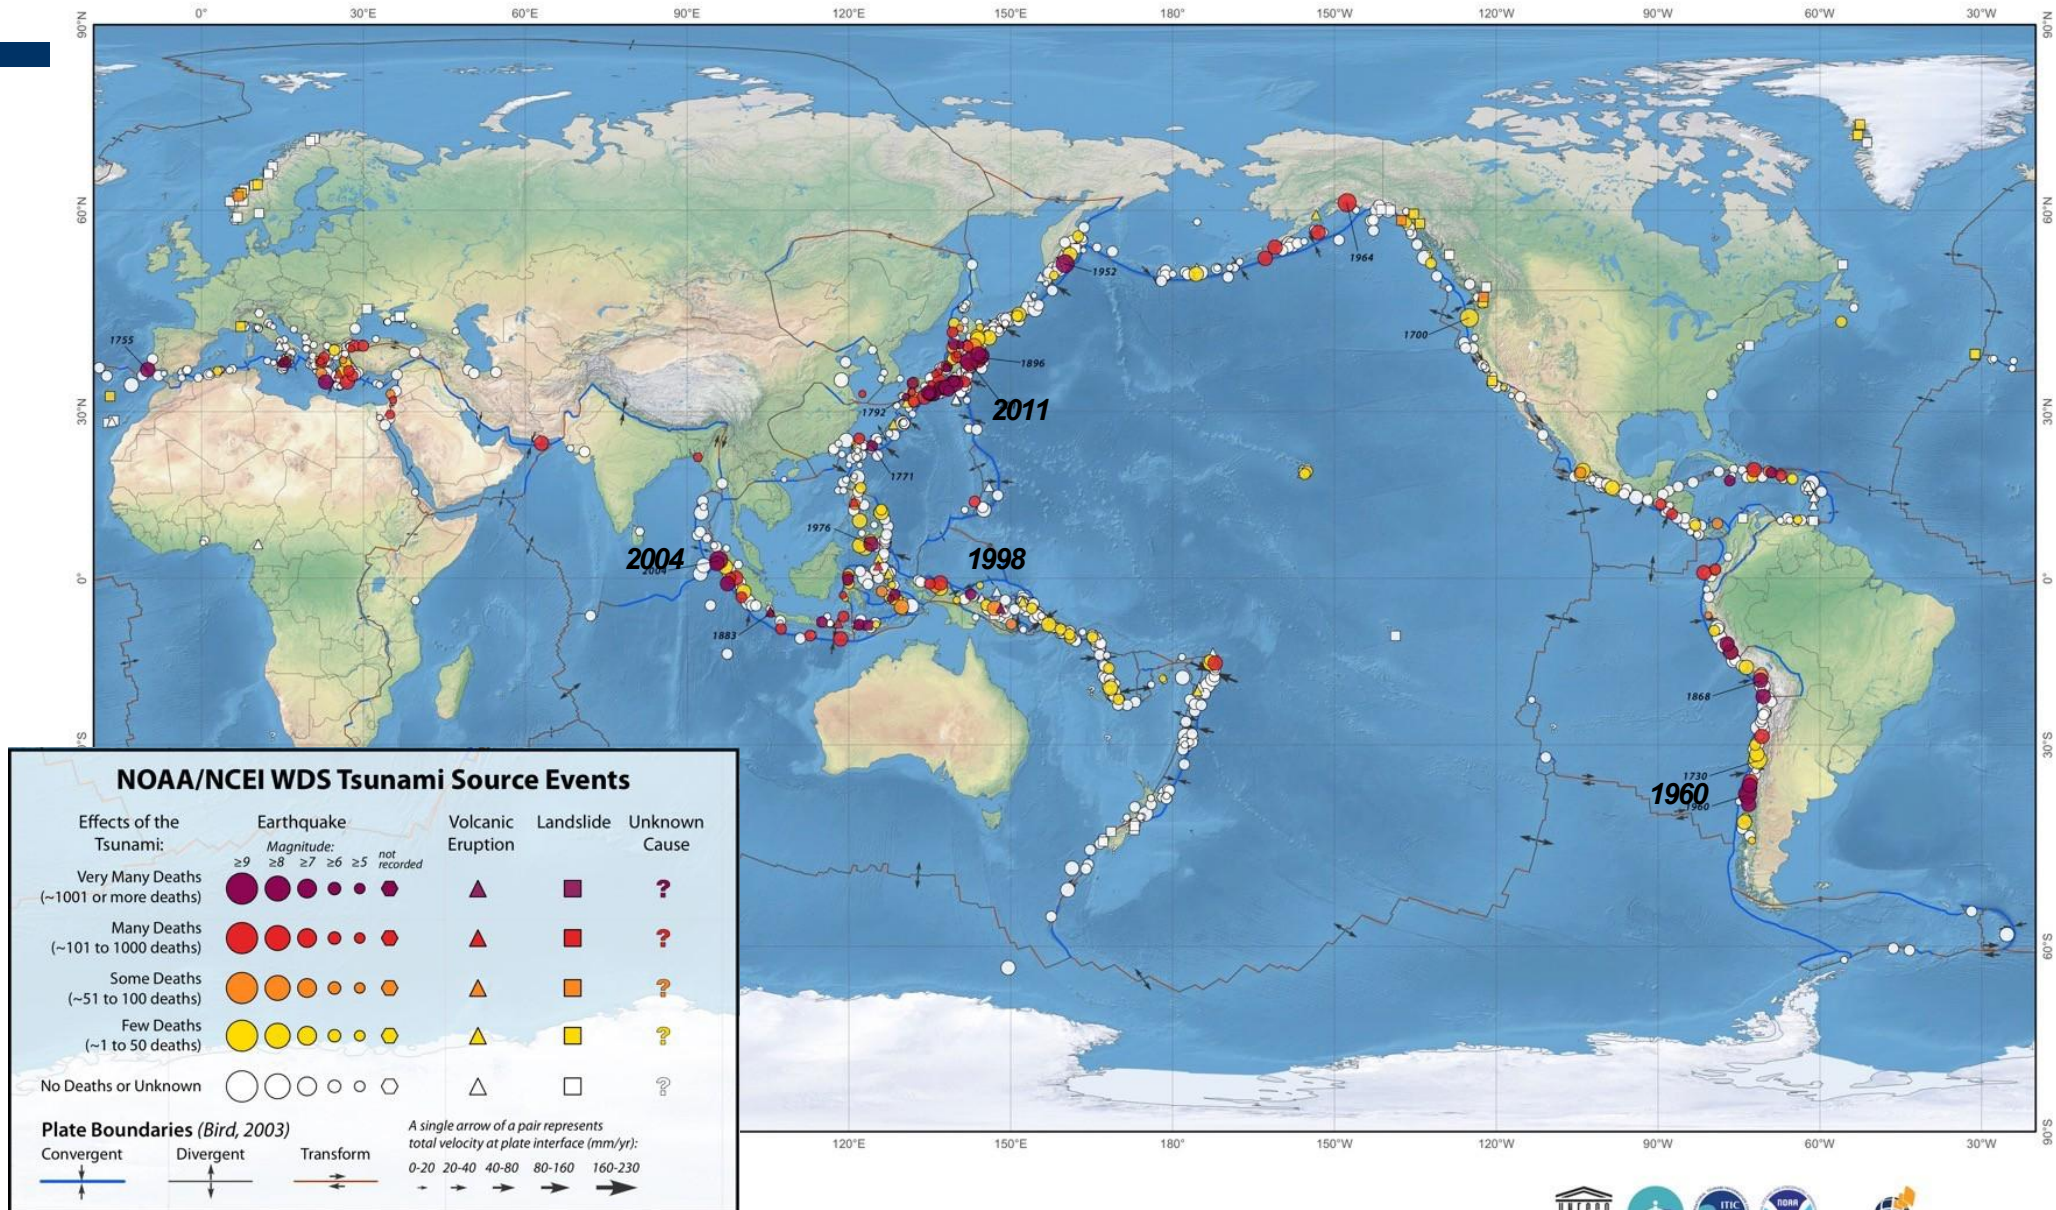 0° 30°E 60°E 90°E 120°E 150°E 180° 150°W 120°W 90°W 60°W 30°W
90°N 90°N
60°N 60°N
30°N 30°N
0° 0°
°S 30°S
60°S
90°S
1755
1952
1964
1700
1896
1792
2011
1771
1976
2004
2004
1998
1883
1868
1730
1960
1960
NOAA/NCEI WDS Tsunami Source Events
Effects of the Tsunami:
Earthquake
Magnitude:
≥9 ≥8 ≥7 ≥6 ≥5 not recorded
Volcanic Eruption
Landslide
Unknown Cause
Very Many Deaths
(~1001 or more deaths)
?
Many Deaths
(~101 to 1000 deaths)
?
Some Deaths
(~51 to 100 deaths)
?
Few Deaths
(~1 to 50 deaths)
?
No Deaths or Unknown
?
Plate Boundaries (Bird, 2003)
Convergent Divergent Transform
A single arrow of a pair represents
total velocity at plate interface (mm/yr):
0-20 20-40 40-80 80-160 160-230
120°E 150°E 180° 150°W 120°W 90°W 60°W 30°W
ITIC
NOAA